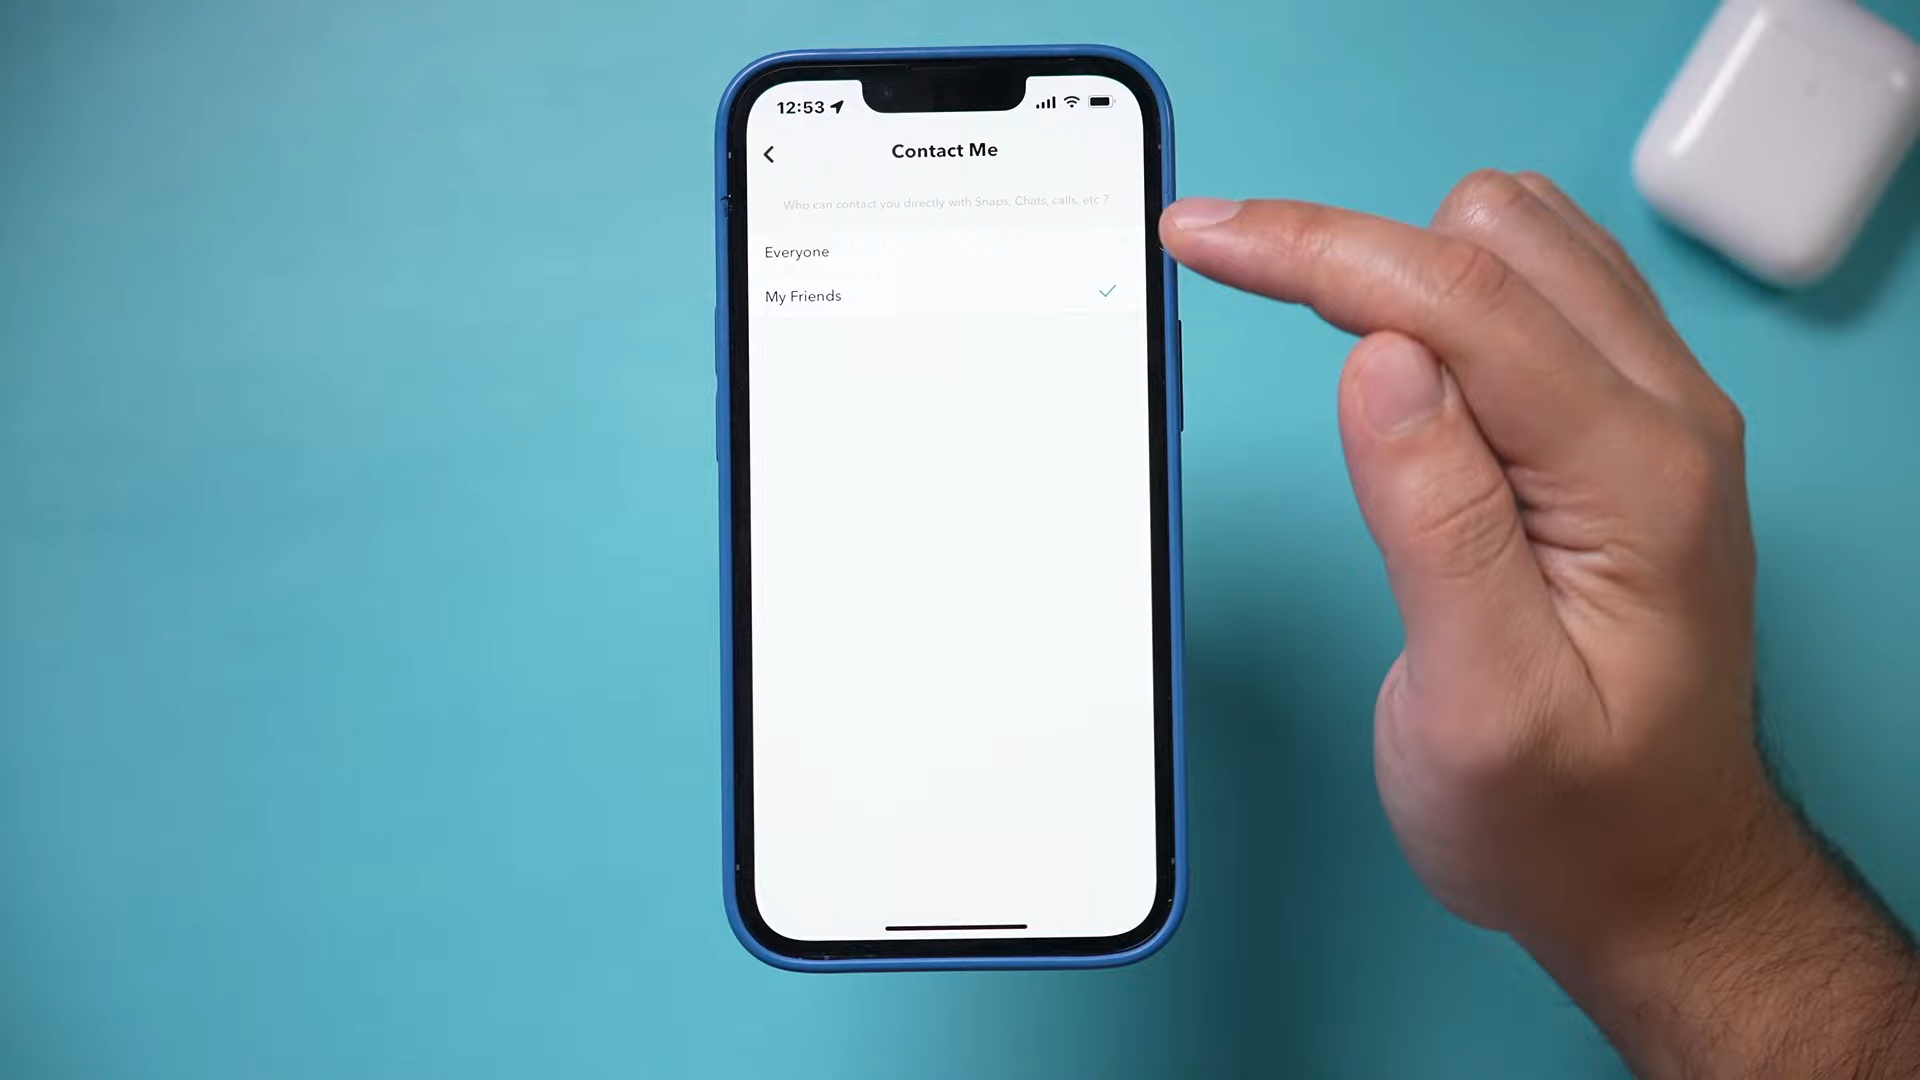 12:53
Contact Me
Who can contact you directly with Snaps, Chats, calls, etc ?
Everyone
My Friends